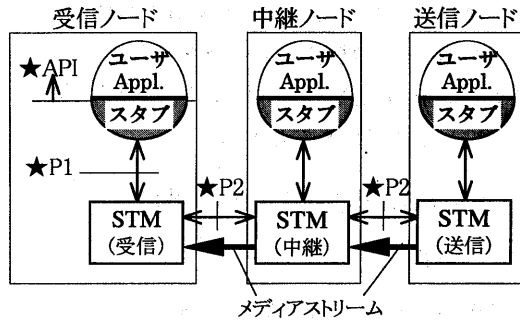 受信ノード
中継ノード
送信ノード
★API
ユーザ
Appl.
スタブ
ユーザ
Appl.
スタブ
ユーザ
Appl.
スタブ
★P1
★P2
★P2
STM
(受信)
STM
(中継)
STM
(送信)
メディアストリーム